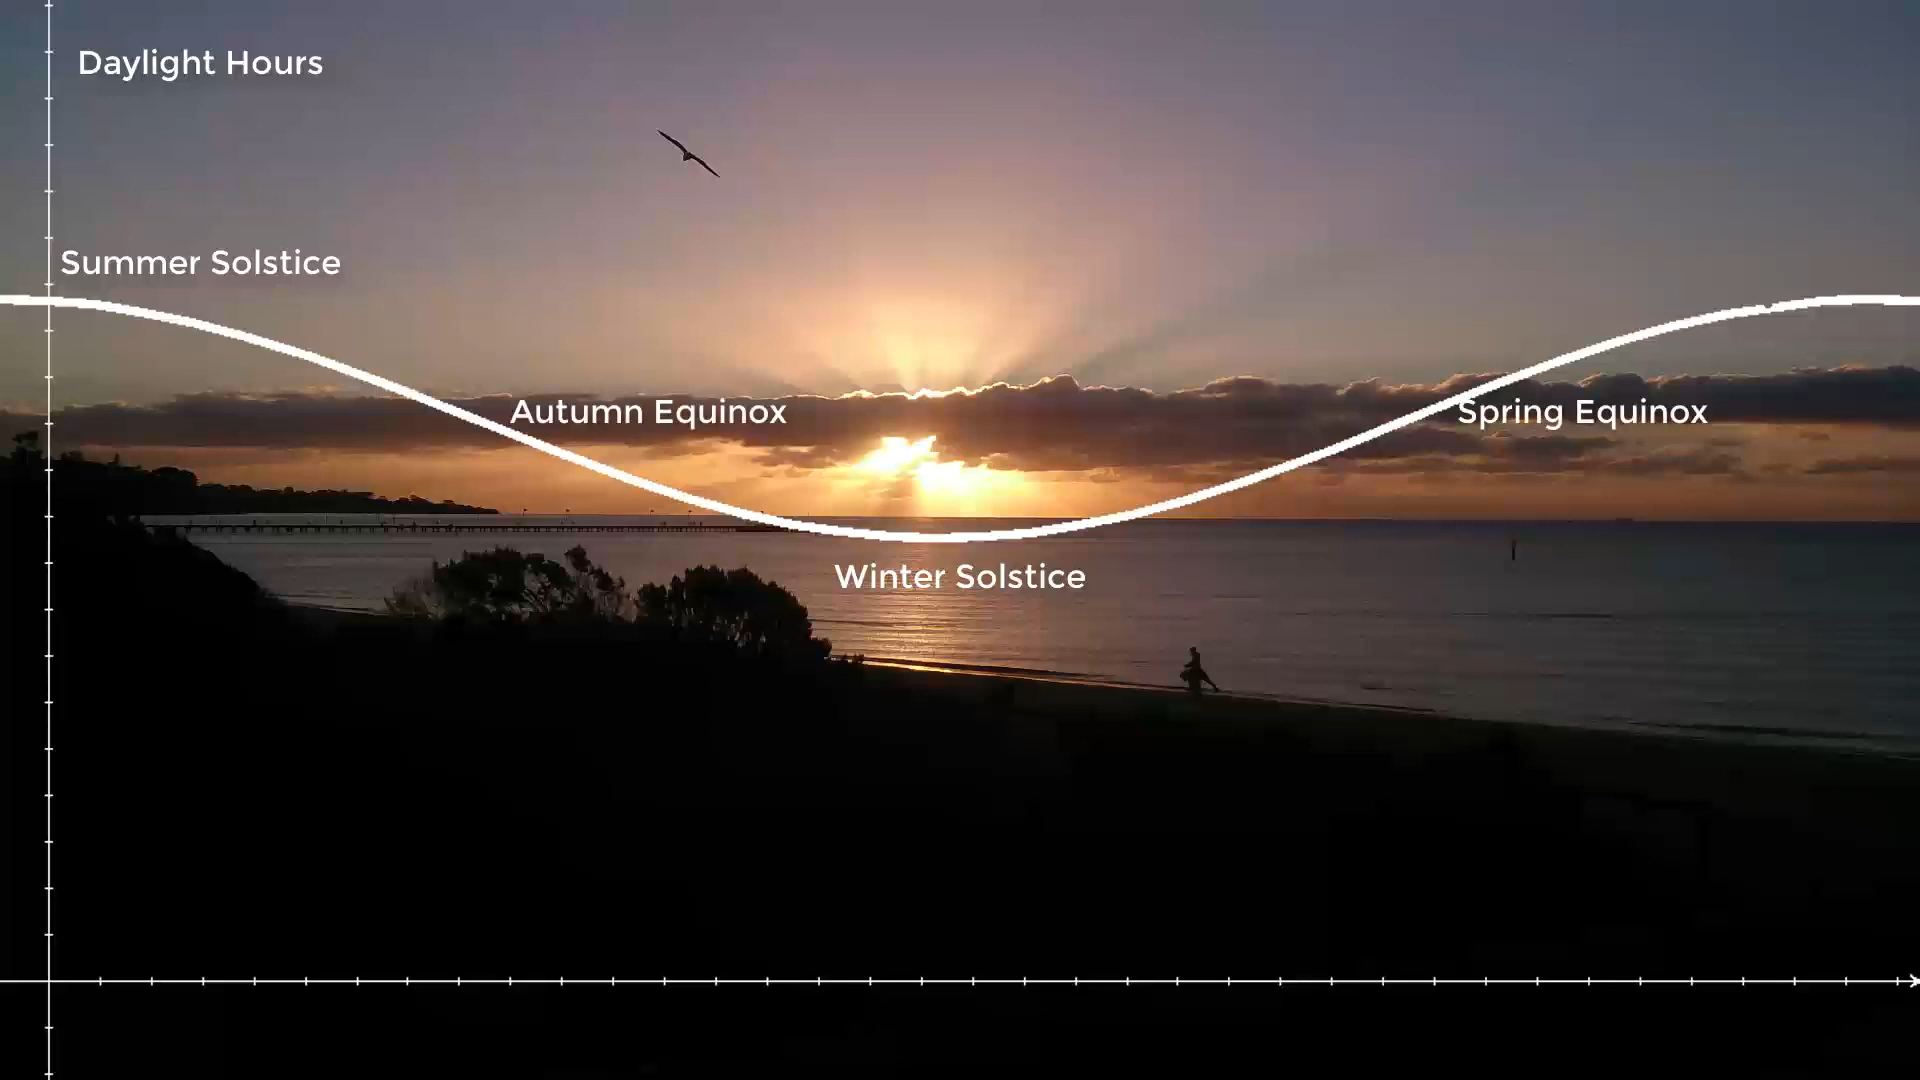 Daylight Hours
Summer Solstice
Autumn Equinox
Spring Equinox
Winter Solstice